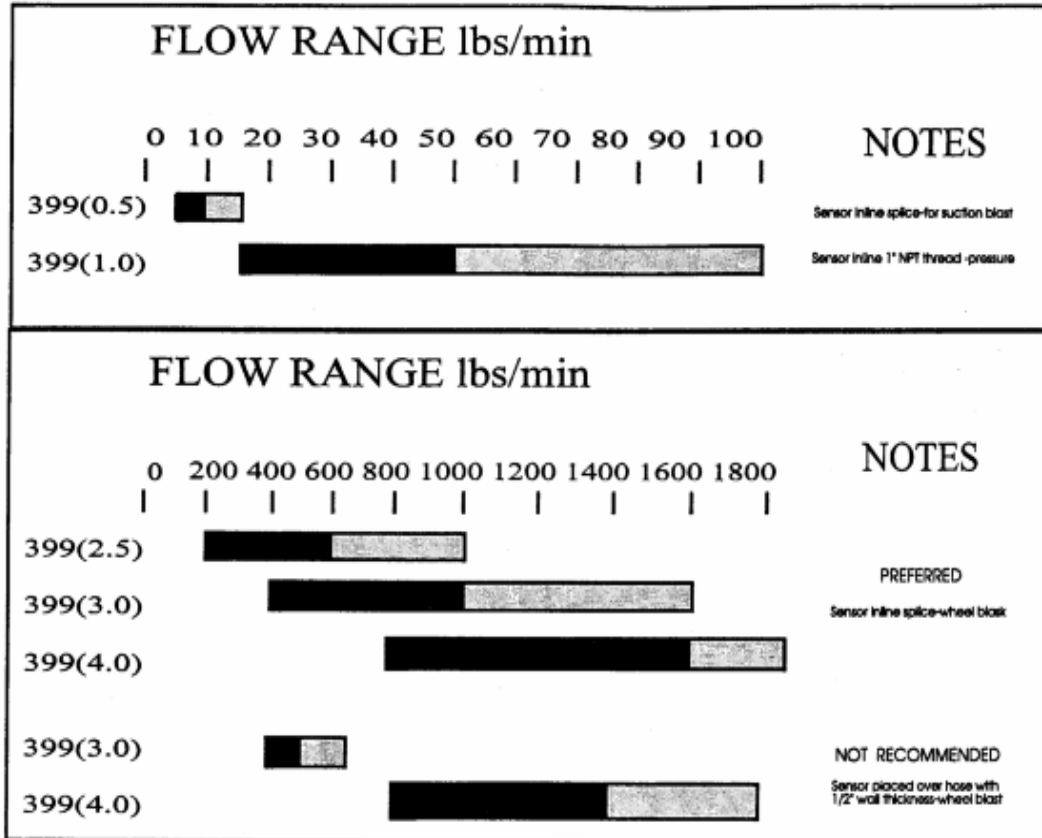 FLOW RANGE lbs/min
0 10 20 30 40 50 60 70 80 90 100
NOTES
399(0.5)
Sensor inline splice-for suction blast
399(1.0)
Sensor inline 1" NPT thread -pressure
FLOW RANGE lbs/min
0 200 400 600 800 1000 1200 1400 1600 1800
NOTES
399(2.5)
PREFERRED
399(3.0)
Sensor inline splice-wheel blask
399(4.0)
399(3.0)
NOT RECOMMENDED
Sensor placed over hose with
1/2" wall thickness-wheel blast
399(4.0)